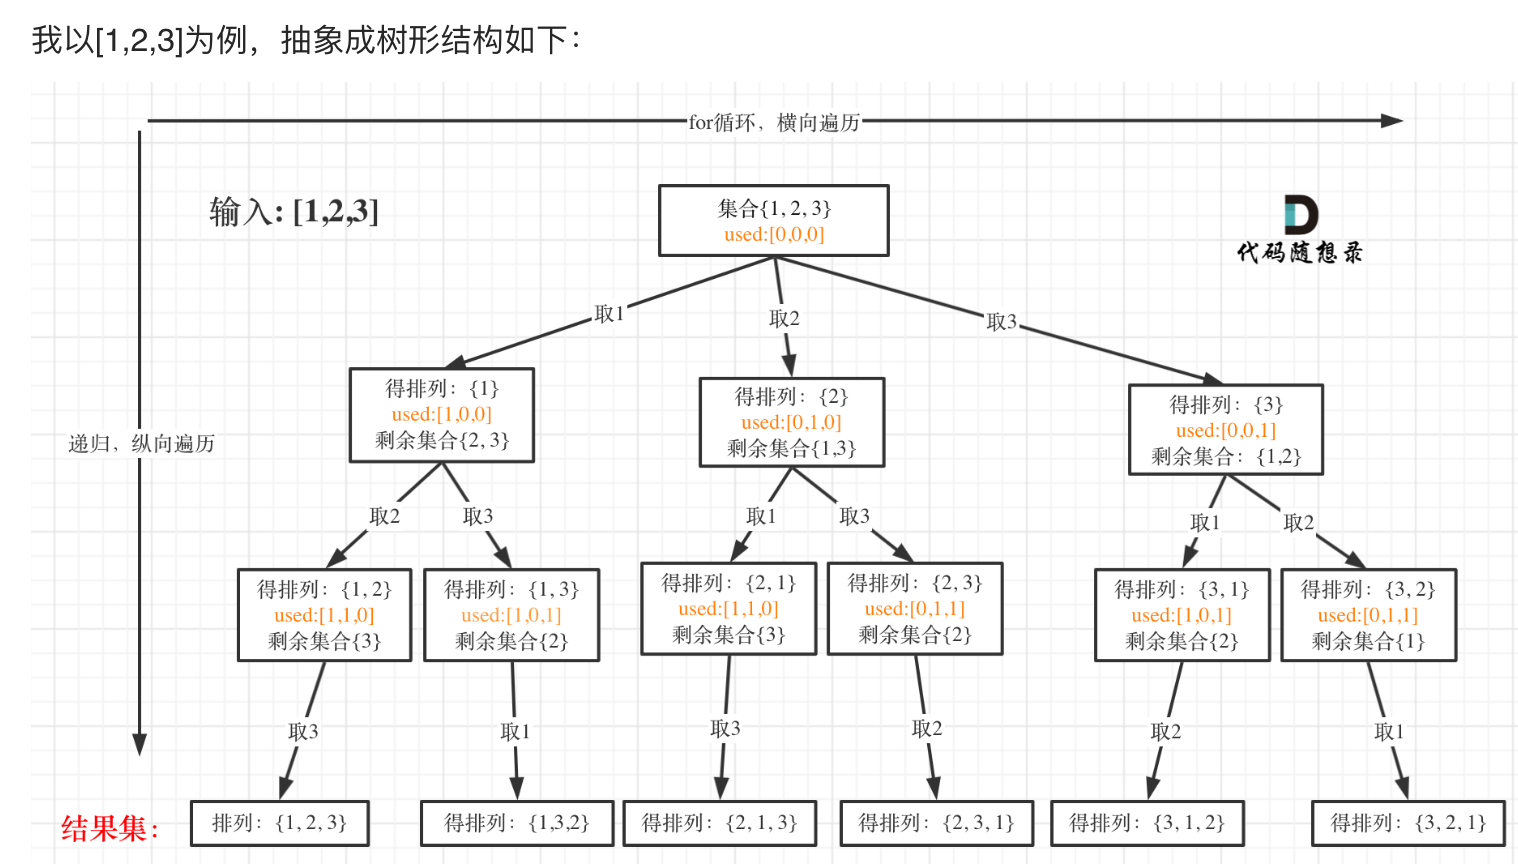 我以[1,2,3]为例，抽象成树形结构如下：
for循环，横向遍历
输入: [1,2,3]
集合{1, 2, 3}
used:[0,0,0]
代码随想录
取1
取2
取3
得排列：{1}
used:[1,0,0]
剩余集合{2, 3}
得排列：{2}
used:[0,1,0]
剩余集合{1,3}
得排列：{3}
used:[0,0,1]
剩余集合：{1,2}
递归，纵向遍历
取2
取3
取1
取3
取1
取2
得排列：{1, 2}
used:[1,1,0]
剩余集合{3}
得排列：{1, 3}
used:[1,0,1]
剩余集合{2}
得排列：{2, 1}
used:[1,1,0]
剩余集合{3}
得排列：{2, 3}
used:[0,1,1]
剩余集合{2}
得排列：{3, 1}
used:[1,0,1]
剩余集合{2}
得排列：{3, 2}
used:[0,1,1]
剩余集合{1}
取3
取1
取3
取2
取2
取1
结果集：
排列：{1, 2, 3}
得排列：{1,3,2}
得排列：{2, 1, 3}
得排列：{2, 3, 1}
得排列：{3, 1, 2}
得排列：{3, 2, 1}